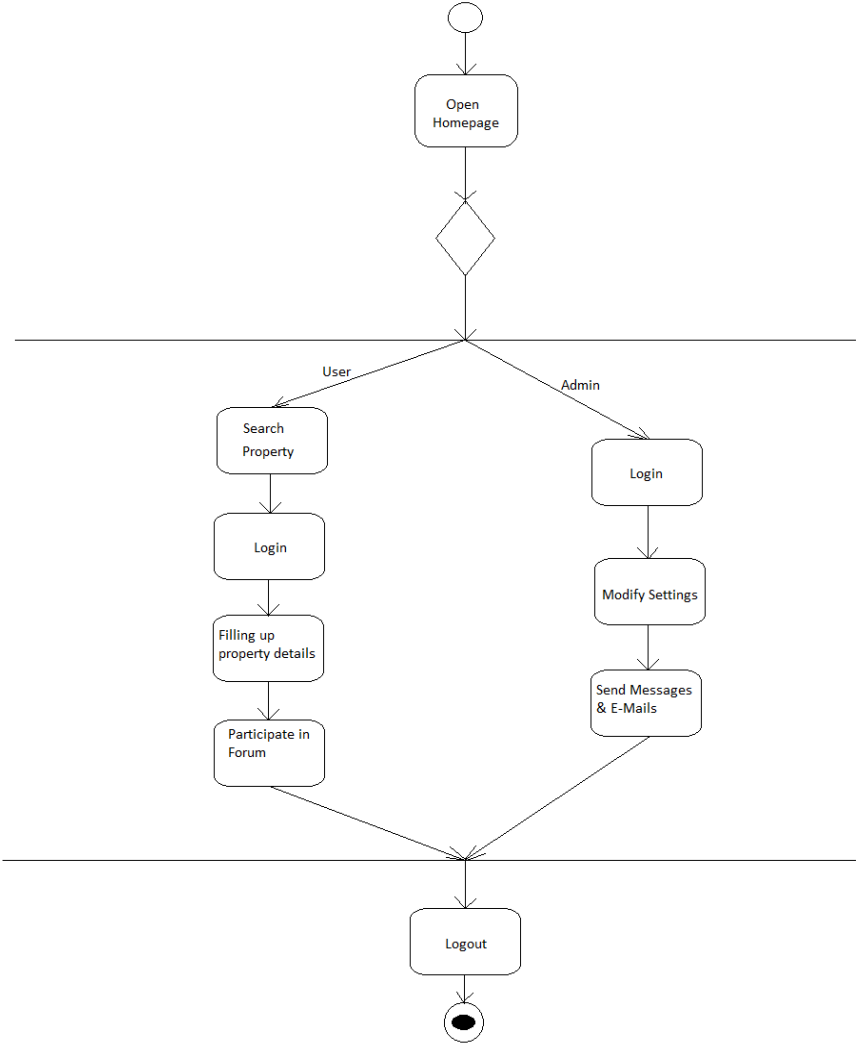 Open
Homepage
User
Admin
Search
Property
Login
Login
Filling up
property details
Modify Settings
Send Messages
& E-Mails
Participate in
Forum
Logout